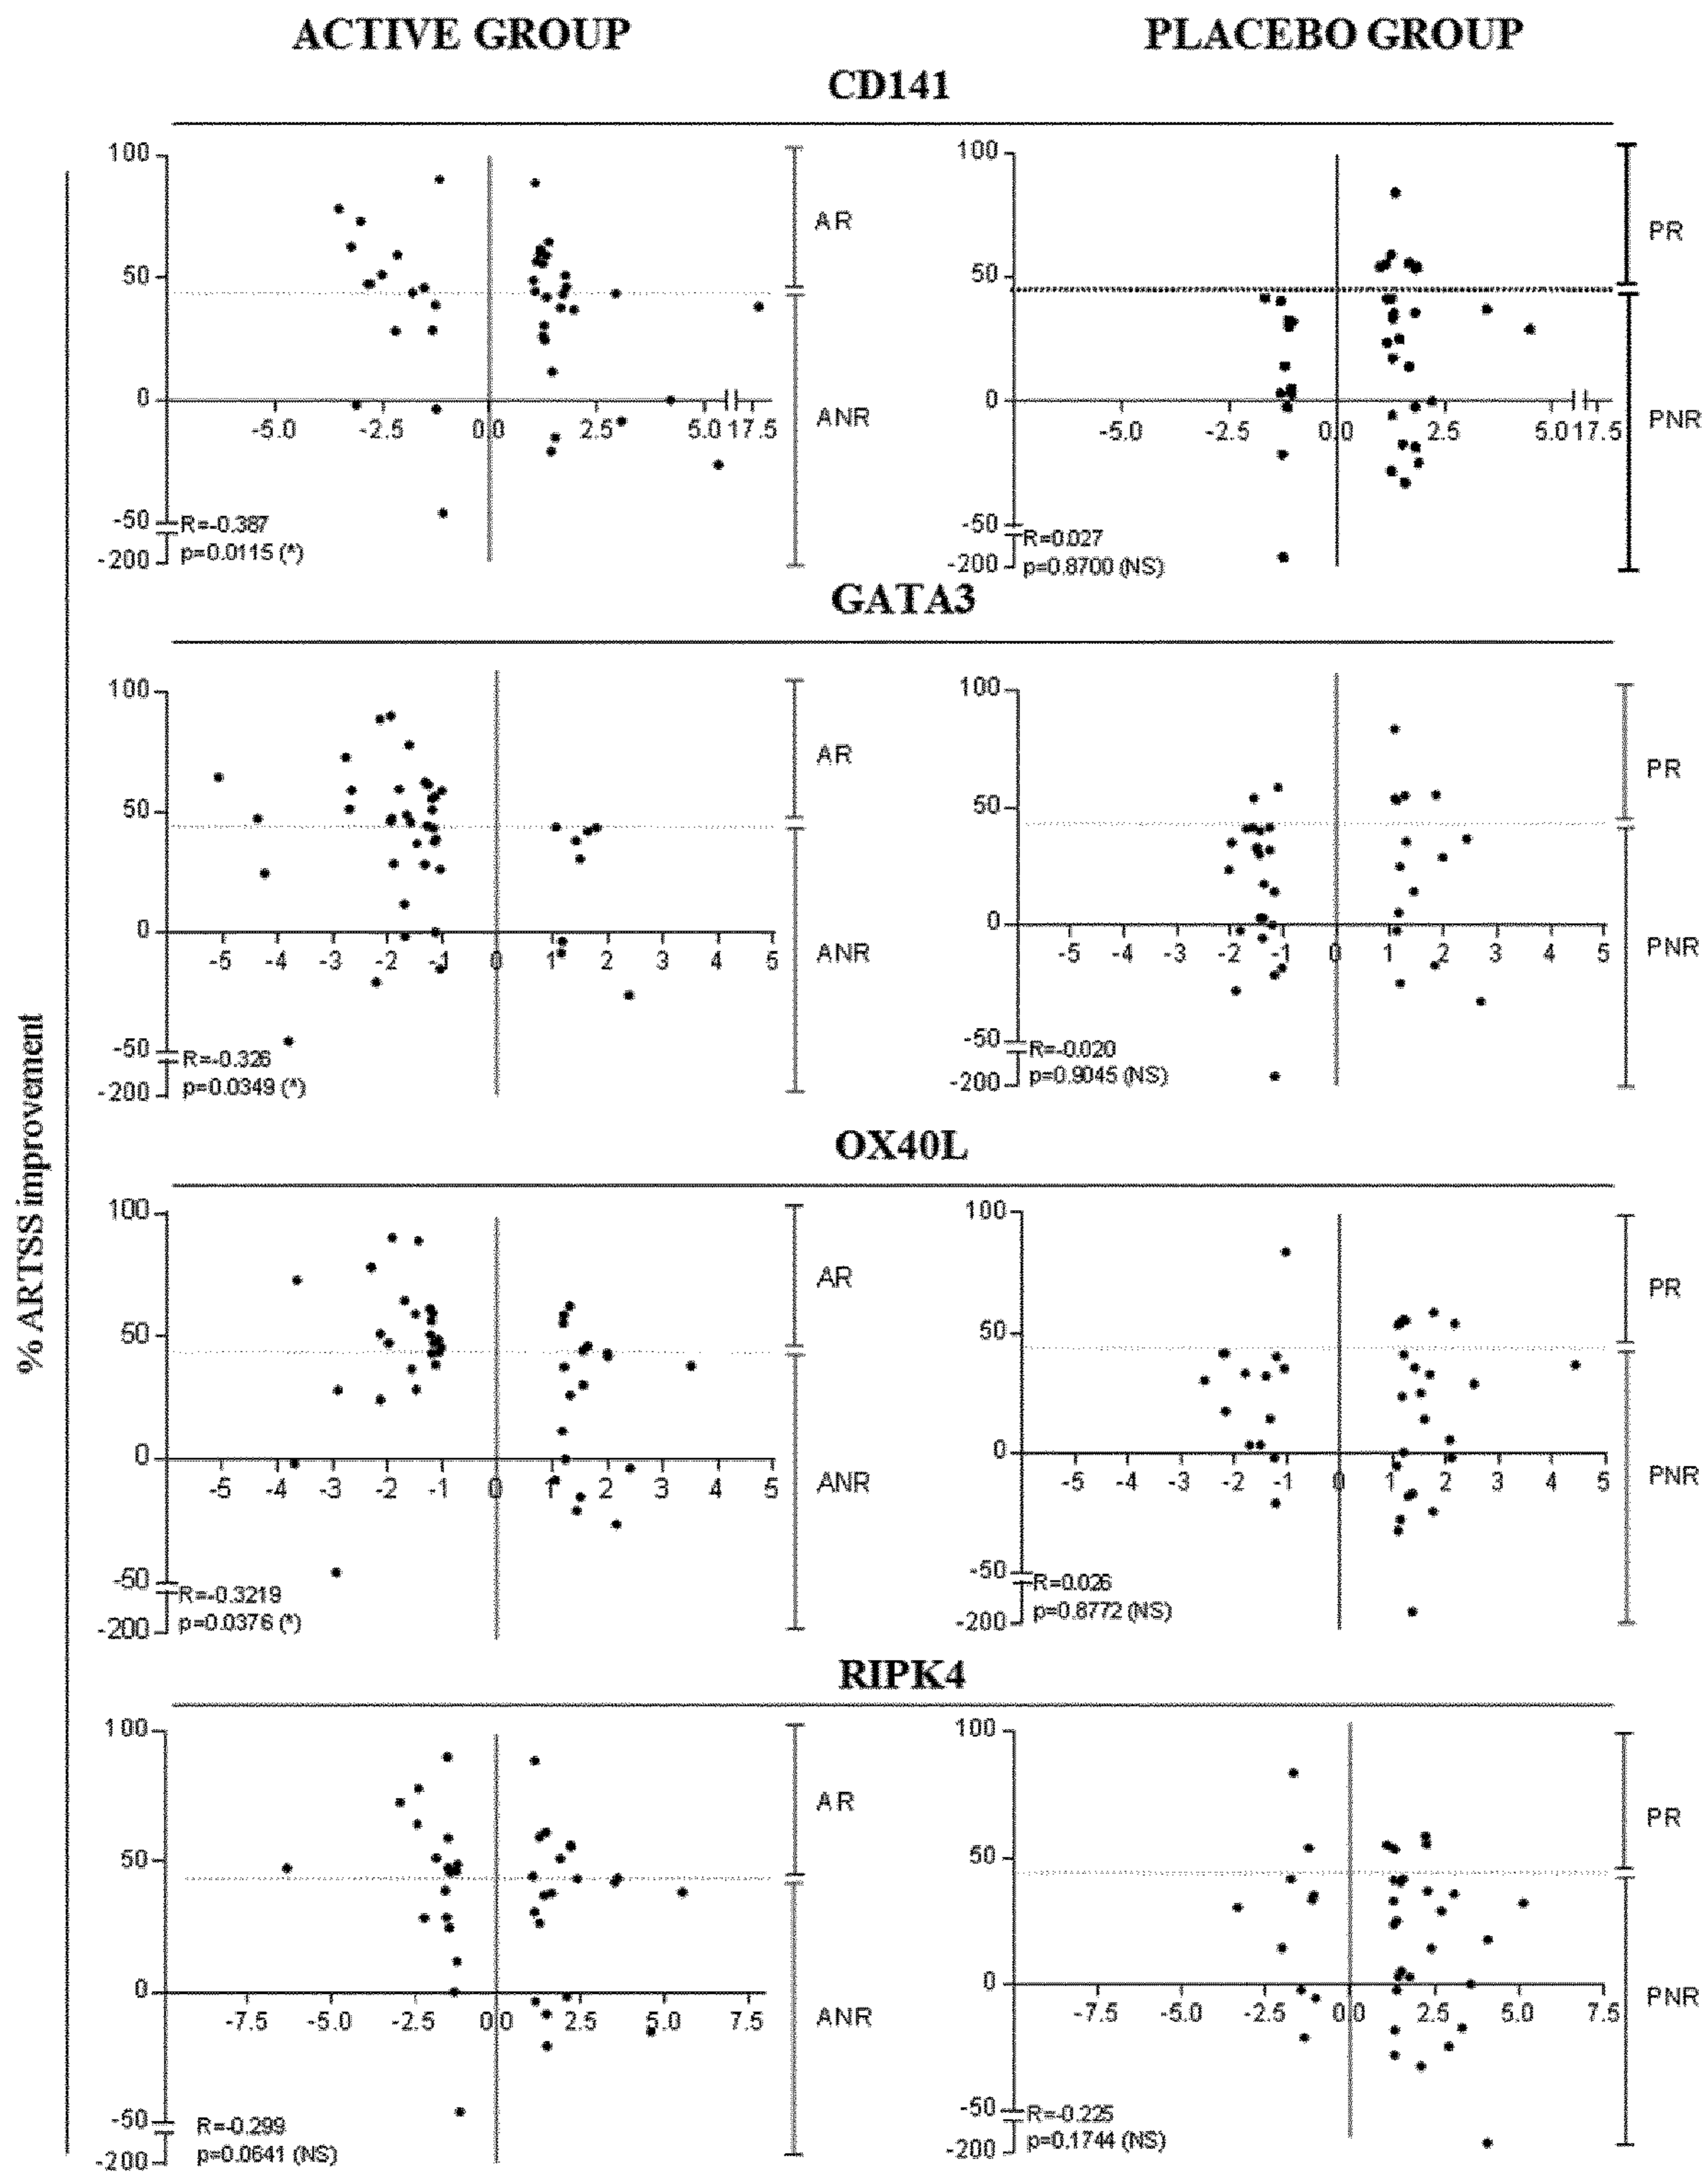 ACTIVE GROUP PLACEBO GROUP
CD141
% ARTSS improvement
100
50
0
-50
-200
-5.0 -2.5 0.0 2.5 5.0 17.5
AR
ANR
R=-0.387
p=0.0115 (*)
100
50
0
-50
-200
-5.0 -2.5 0.0 2.5 5.0 17.5
PR
PNR
R=0.027
p=0.8700 (NS)
GATA3
100
50
0
-50
-200
-5 -4 -3 -2 -1 0 1 2 3 4 5
AR
ANR
R=-0.326
p=0.0349 (*)
100
50
0
-50
-200
-5 -4 -3 -2 -1 0 1 2 3 4 5
PR
PNR
R=-0.020
p=0.9045 (NS)
OX40L
100
50
0
-50
-200
-5 -4 -3 -2 -1 0 1 2 3 4 5
AR
ANR
R=-0.3219
p=0.0376 (*)
100
50
0
-50
-200
-5 -4 -3 -2 -1 0 1 2 3 4 5
PR
PNR
R=0.026
p=0.8772 (NS)
RIPK4
100
50
0
-50
-200
-7.5 -5.0 -2.5 0.0 2.5 5.0 7.5
AR
ANR
R=-0.299
p=0.0641 (NS)
100
50
0
-50
-200
-7.5 -5.0 -2.5 0.0 2.5 5.0 7.5
PR
PNR
R=-0.225
p=0.1744 (NS)